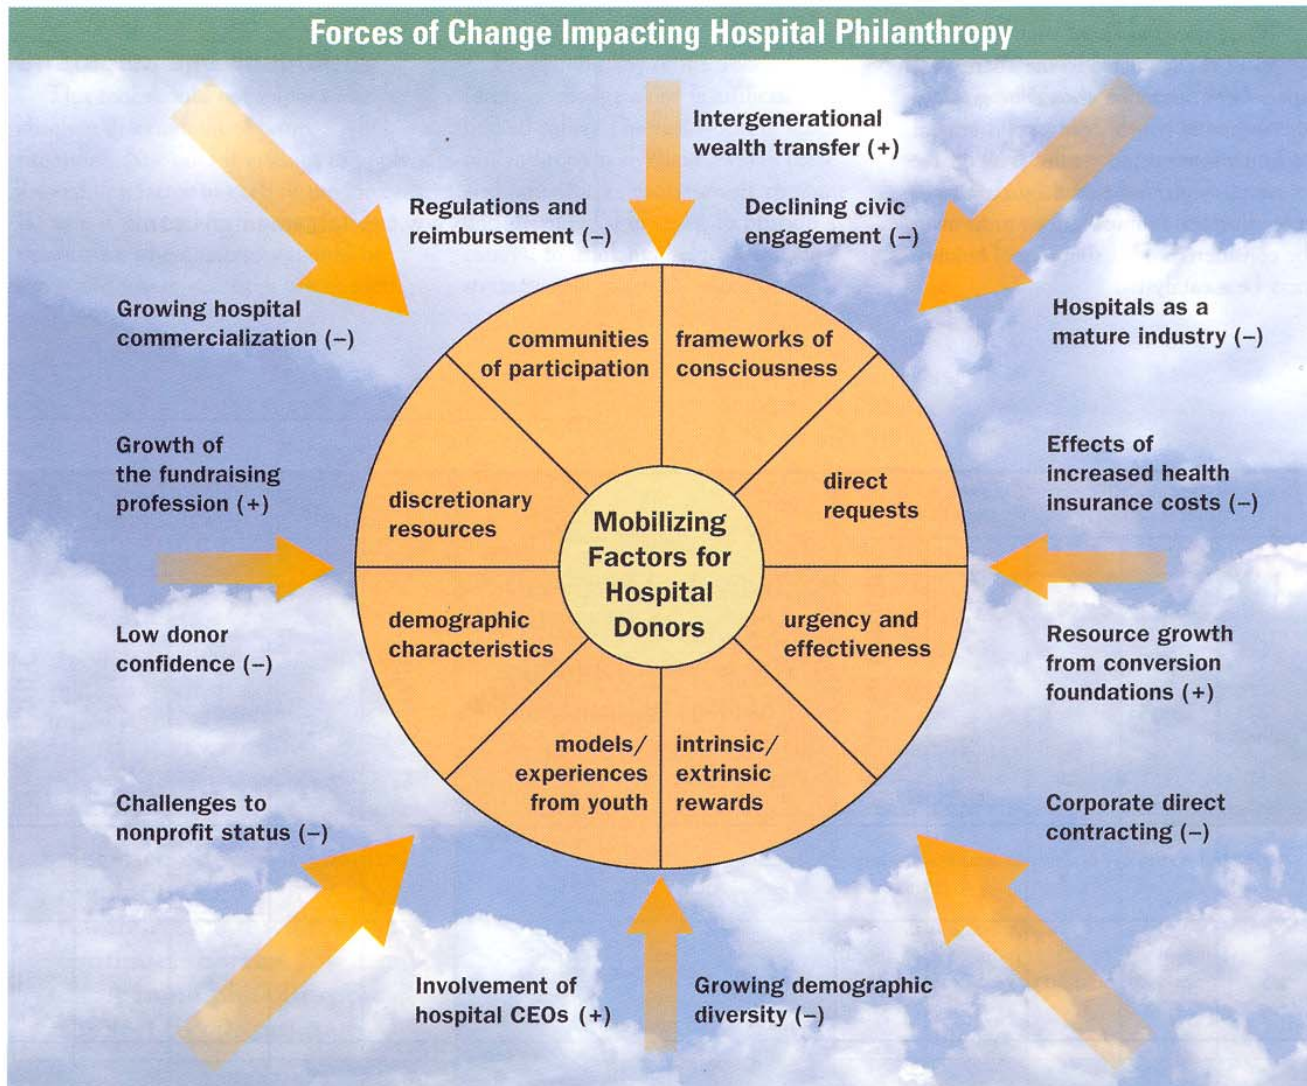 Forces of Change Impacting Hospital Philanthropy
Intergenerational
wealth transfer (+)
Regulations and
reimbursement (–)
Declining civic
engagement (–)
Growing hospital
commercialization (–)
Hospitals as a
mature industry (–)
Growth of
the fundraising
profession (+)
Effects of
increased health
insurance costs (–)
Low donor
confidence (–)
Resource growth
from conversion
foundations (+)
Challenges to
nonprofit status (–)
Corporate direct
contracting (–)
Involvement of
hospital CEOs (+)
Growing demographic
diversity (–)
communities
of participation
frameworks of
consciousness
discretionary
resources
direct
requests
Mobilizing
Factors for
Hospital
Donors
demographic
characteristics
urgency and
effectiveness
models/
experiences
from youth
intrinsic/
extrinsic
rewards